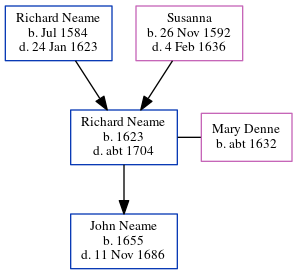 Richard Neame
b. Jul 1584
d. 24 Jan 1623
Susanna
b. 26 Nov 1592
d. 4 Feb 1636
Richard Neame
b. 1623
d. abt 1704
Mary Denne
b. abt 1632
John Neame
b. 1655
d. 11 Nov 1686